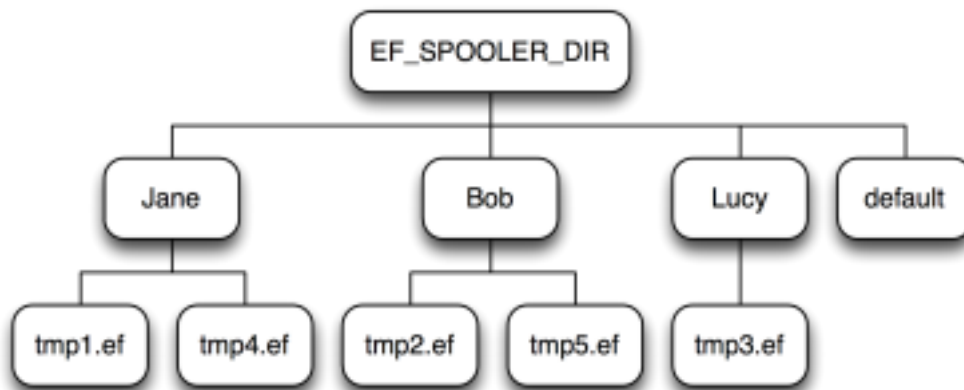 EF_SPOOLER_DIR
Jane
Bob
Lucy
default
tmp1.ef
tmp4.ef
tmp2.ef
tmp5.ef
tmp3.ef